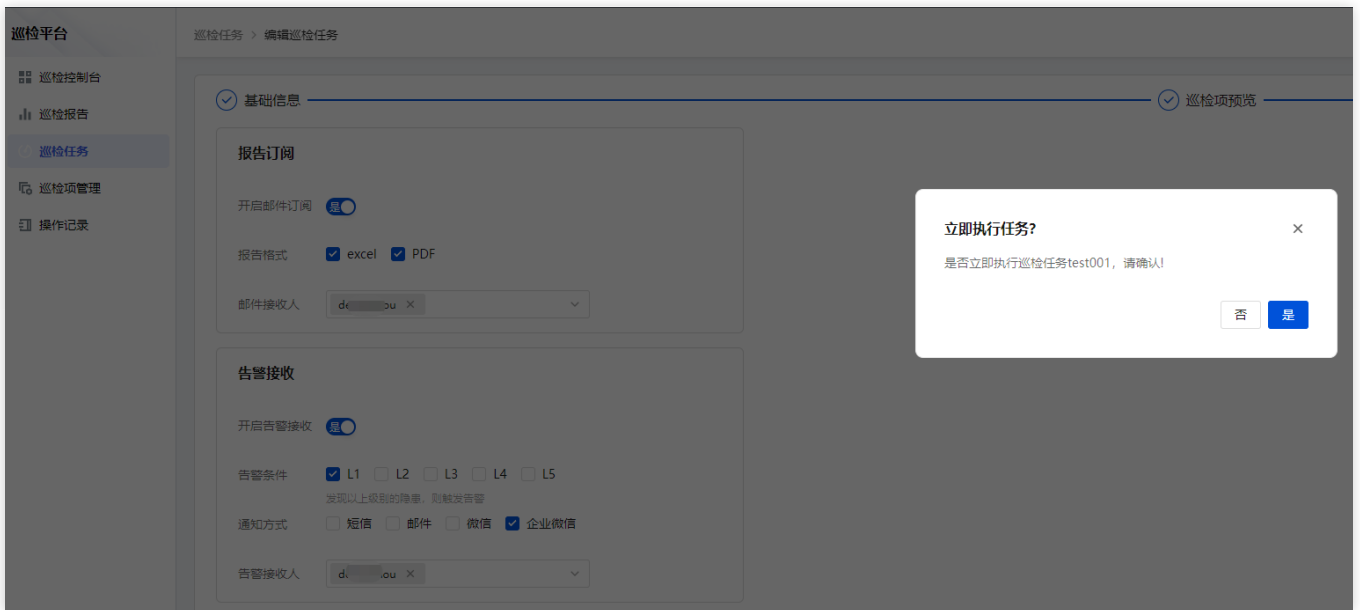 巡检平台
巡检任务 > 编辑巡检任务
巡检控制台
巡检报告
巡检任务
巡检项管理
操作记录
基础信息
巡检项预览
报告订阅
开启邮件订阅 是
报告格式 excel PDF
邮件接收人
告警接收
开启告警接收 是
告警条件 L1 L2 L3 L4 L5
发现以上级别的隐患，则触发告警
通知方式 短信 邮件 微信 企业微信
告警接收人
立即执行任务?
是否立即执行巡检任务test001，请确认!
否 是